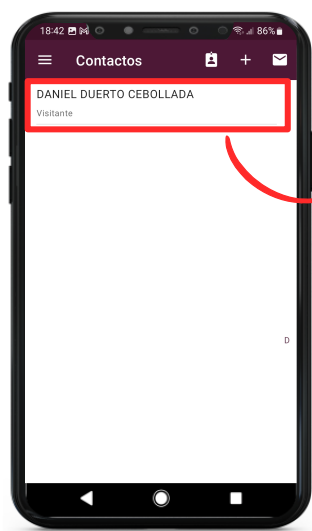 18:42 86%
Contactos
DANIEL DUERTO CEBOLLADA
Visitante
D